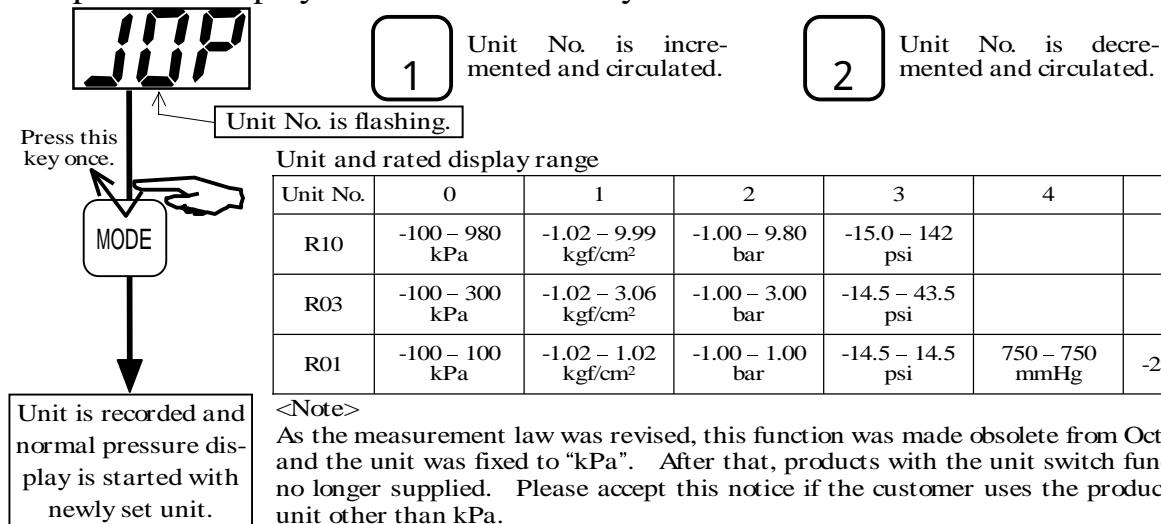 J0P
1
Unit No. is incre-
mented and circulated.
2
Unit No. is decre-
mented and circulated.
Unit No. is flashing.
Press this
key once.
MODE
Unit and rated display range
Unit No. 0 1 2 3 4
R10 -100 – 980 kPa -1.02 – 9.99 kgf/cm² -1.00 – 9.80 bar -15.0 – 142 psi
R03 -100 – 300 kPa -1.02 – 3.06 kgf/cm² -1.00 – 3.00 bar -14.5 – 43.5 psi
R01 -100 – 100 kPa -1.02 – 1.02 kgf/cm² -1.00 – 1.00 bar -14.5 – 14.5 psi 750 – 750 mmHg -2
Unit is recorded and
normal pressure dis-
play is started with
newly set unit.
<Note>
As the measurement law was revised, this function was made obsolete from Oct
and the unit was fixed to “kPa”. After that, products with the unit switch fun
no longer supplied. Please accept this notice if the customer uses the produc
unit other than kPa.